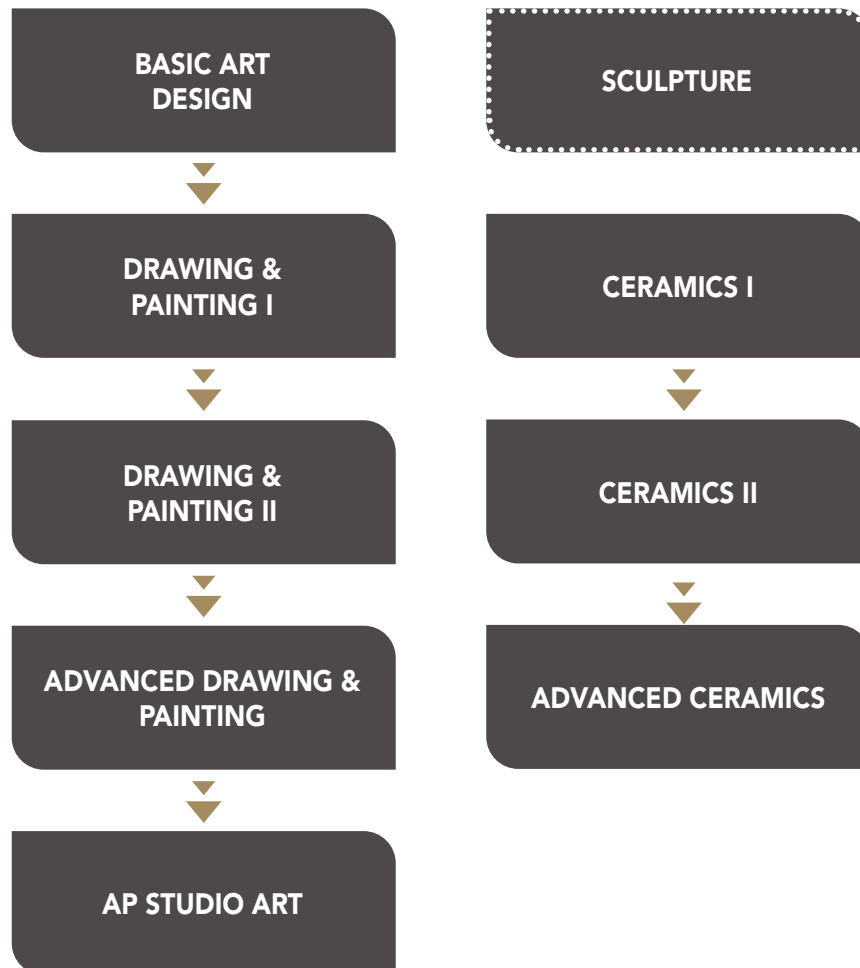 BASIC ART
DESIGN
DRAWING &
PAINTING I
DRAWING &
PAINTING II
ADVANCED DRAWING &
PAINTING
AP STUDIO ART
SCULPTURE
CERAMICS I
CERAMICS II
ADVANCED CERAMICS